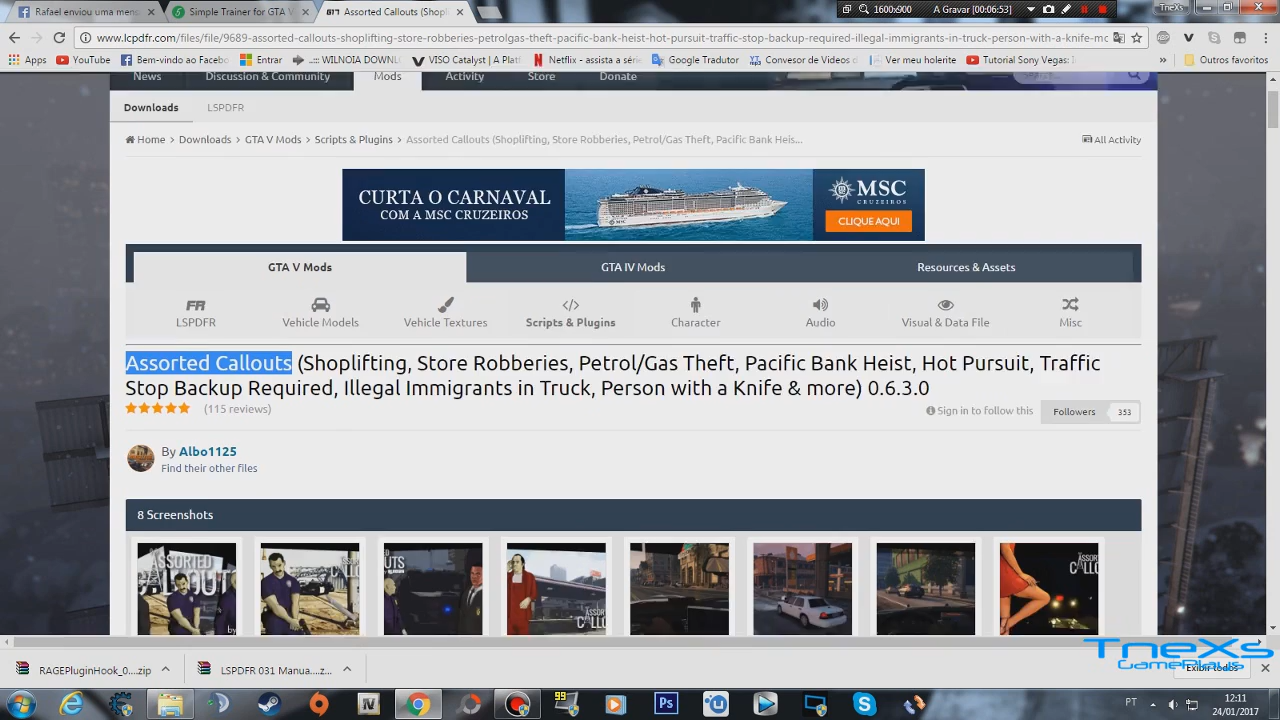 Rafael enviou uma mens
Simple Trainer for GTA V
Assorted Callouts (Shopl
1600x900
A Gravar [00:06:53]
TneXs
www.lcpdfr.com/files/file/9689-assorted-callouts-shoplifting-store-robberies-petrolgas-theft-pacific-bank-heist-hot-pursuit-traffic-stop-backup-required-illegal-immigrants-in-truck-person-with-a-knife-mo
Apps
YouTube
Bem-vindo ao Facebo
Entrar
..::: WILNOIA DOWNL
VISO Catalyst | Platf
Netflix - assista a série
Google Tradutor
Convesor de Videos d
Ver meu holerite
Tutorial Sony Vegas:
»
Outros favoritos
News
Discussion & Community
Mods
Activity
Store
Donate
Downloads
LSPDFR
Home > Downloads > GTA V Mods > Scripts & Plugins > Assorted Callouts (Shoplifting, Store Robberies, Petrol/Gas Theft, Pacific Bank Heis...
All Activity
CURTA O CARNAVAL
COM A MSC CRUZEIROS
MSC
CRUZEIROS
CLIQUE AQUI
GTA V Mods
GTA IV Mods
Resources & Assets
LSPDFR
Vehicle Models
Vehicle Textures
Scripts & Plugins
Character
Audio
Visual & Data File
Misc
Assorted Callouts (Shoplifting, Store Robberies, Petrol/Gas Theft, Pacific Bank Heist, Hot Pursuit, Traffic
Stop Backup Required, Illegal Immigrants in Truck, Person with a Knife & more) 0.6.3.0
(115 reviews)
Sign in to follow this
Followers
353
By Albo1125
Find their other files
8 Screenshots
RAGEPluginHook_0....zip
LSPDFR 031 Manua....z...
TneXs
GamePlays
Exibir todos
99
Ps
PT
12:11
24/01/2017